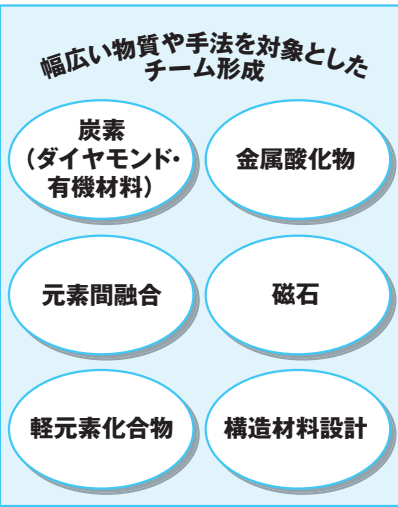 幅広い物質や手法を対象とした
チーム形成
炭素
（ダイヤモンド・
有機材料）
金属酸化物
元素間融合
磁石
軽元素化合物
構造材料設計